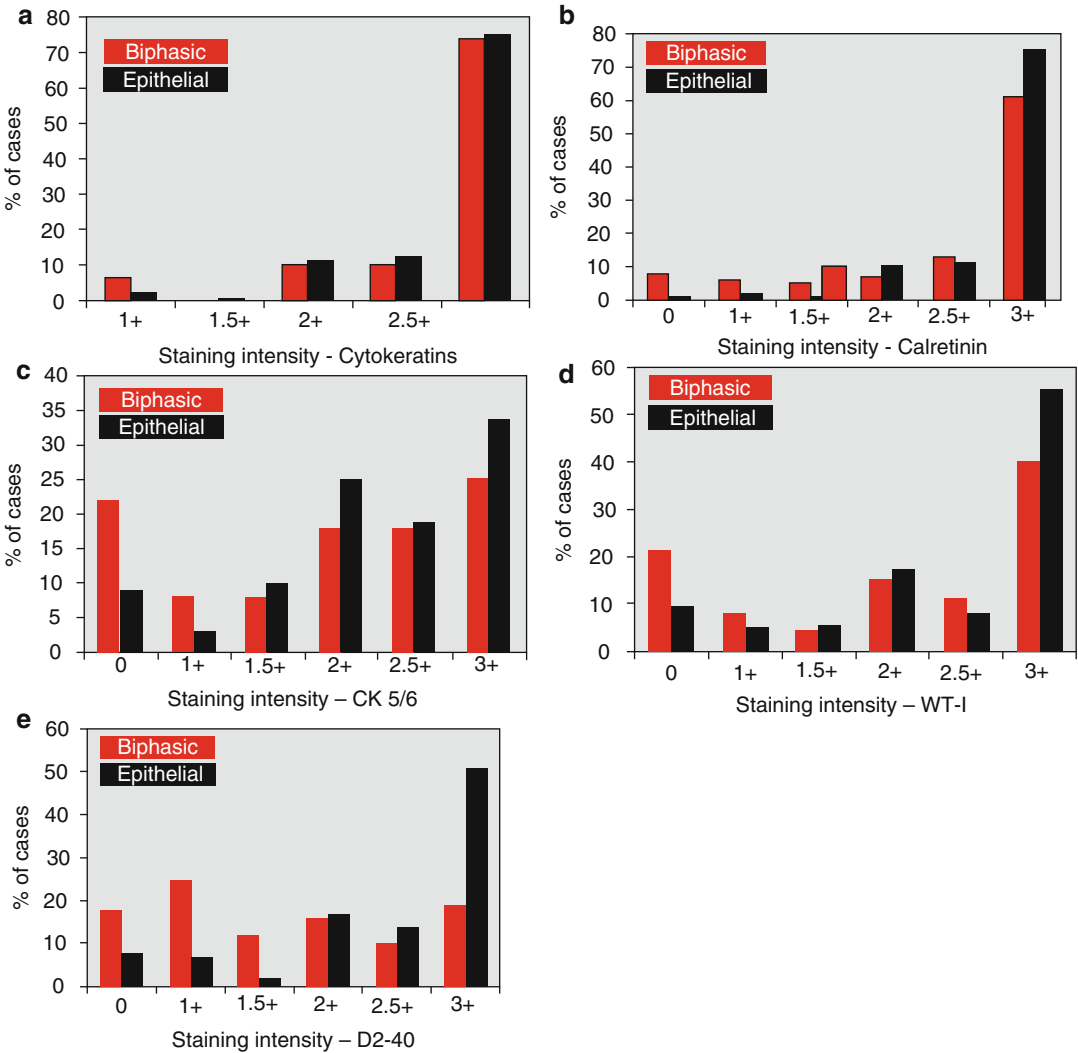 a
80
70
60
50
40
30
20
10
0
% of cases
Biphasic
Epithelial
1+ 1.5+ 2+ 2.5+
Staining intensity - Cytokeratins
b
80
70
60
50
40
30
20
10
0
% of cases
Biphasic
Epithelial
0 1+ 1.5+ 2+ 2.5+ 3+
Staining intensity - Calretinin
c
40
35
30
25
20
15
10
5
0
% of cases
Biphasic
Epithelial
0 1+ 1.5+ 2+ 2.5+ 3+
Staining intensity – CK 5/6
d
60
50
40
30
20
10
0
% of cases
Biphasic
Epithelial
0 1+ 1.5+ 2+ 2.5+ 3+
Staining intensity – WT-I
e
60
50
40
30
20
10
0
% of cases
Biphasic
Epithelial
0 1+ 1.5+ 2+ 2.5+ 3+
Staining intensity – D2-40